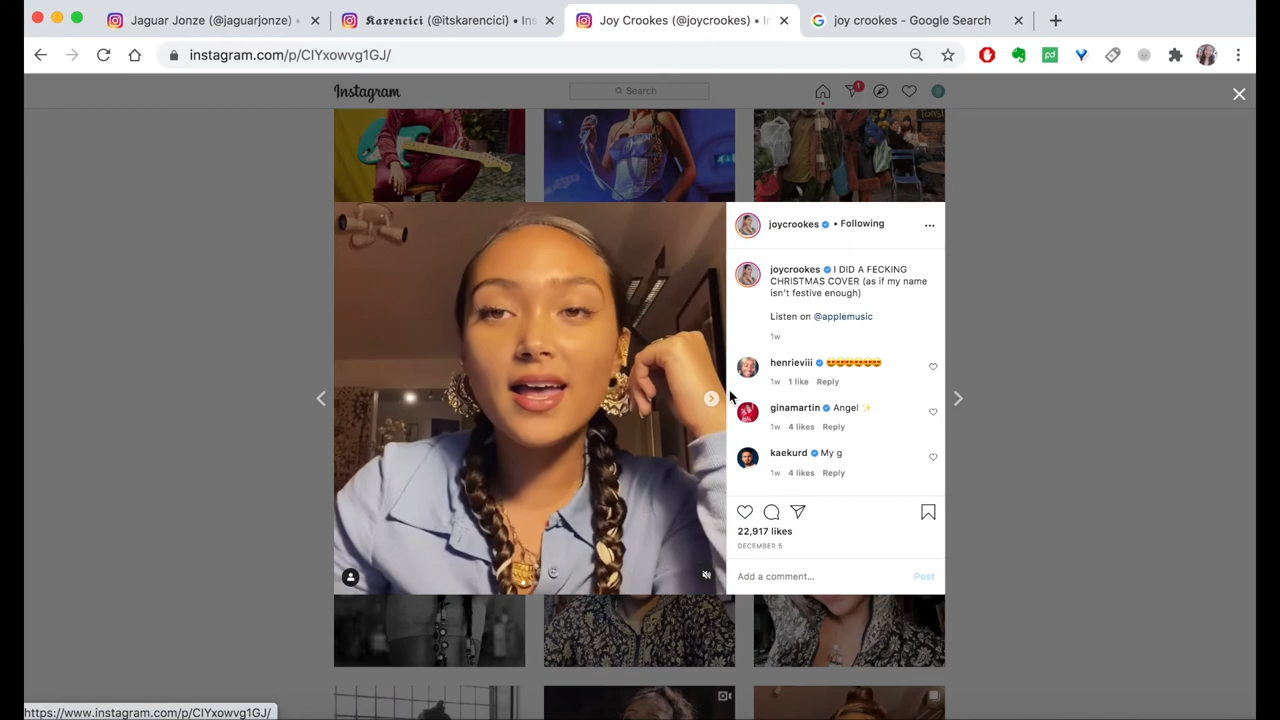 Jaguar Jonze (@jaguarjonze) •
𝕶𝖆𝖗𝖊𝖓𝖈𝖎𝖈𝖎 (@itskarencici) • Ins
Joy Crookes (@joycrookes) • In
joy crookes - Google Search
instagram.com/p/CIYxowvg1GJ/
Instagram
Search
1
joycrookes • Following
joycrookes I DID A FECKING
CHRISTMAS COVER (as if my name
isn't festive enough)
Listen on @applemusic
1w
henrieviii 😍😍😍😍😍😍
1w 1 like Reply
ginamartin Angel ✨
1w 4 likes Reply
kaekurd My g
1w 4 likes Reply
22,917 likes
DECEMBER 5
Add a comment... Post
https://www.instagram.com/p/CIYxowvg1GJ/